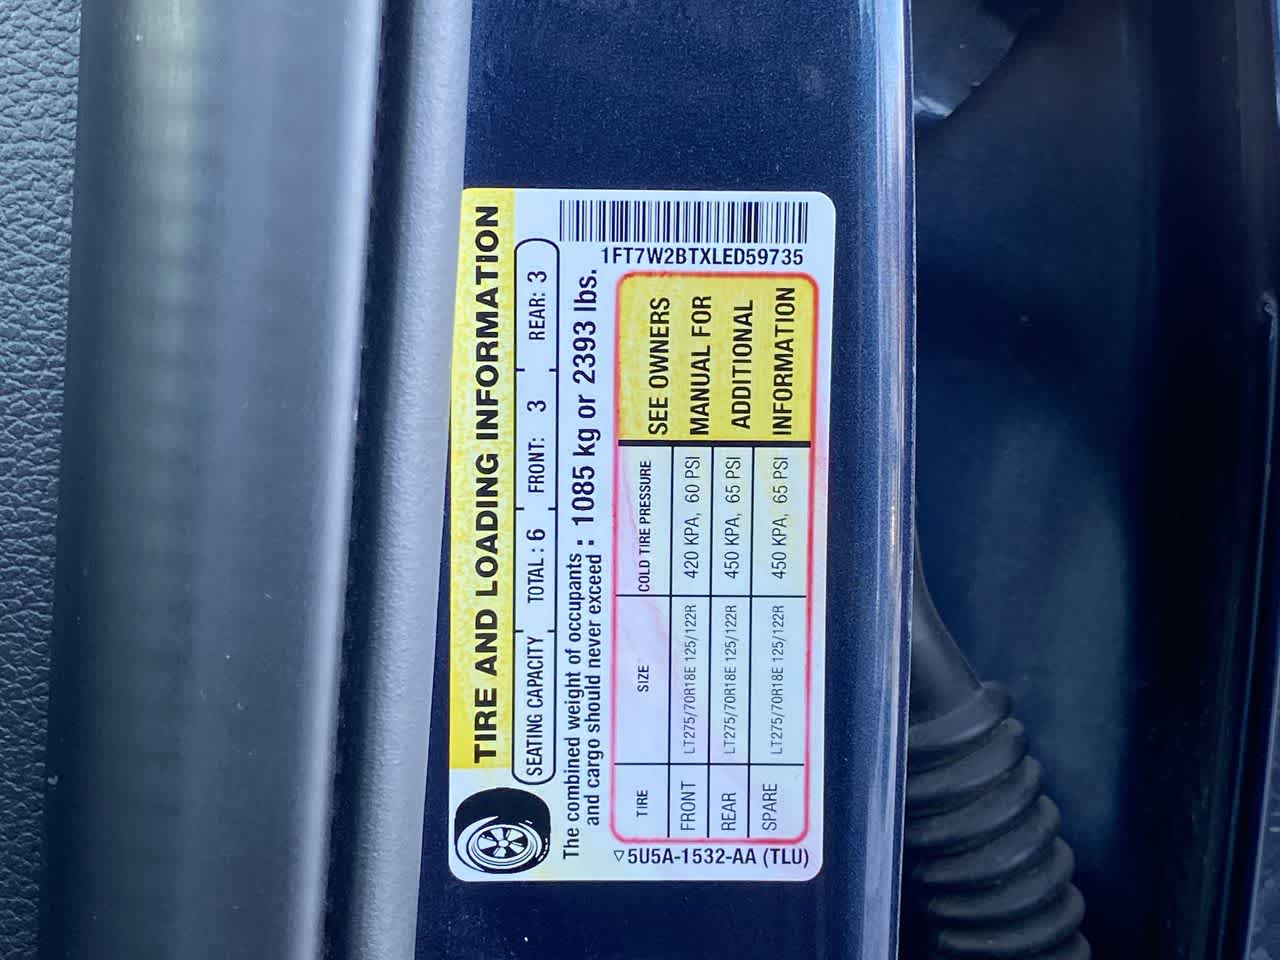 TIRE AND LOADING INFORMATION
SEATING CAPACITY TOTAL : 6 FRONT: 3 REAR: 3
The combined weight of occupants
and cargo should never exceed : 1085 kg or 2393 lbs.
TIRE SIZE COLD TIRE PRESSURE
FRONT LT275/70R18E 125/122R 420 KPA, 60 PSI
REAR LT275/70R18E 125/122R 450 KPA, 65 PSI
SPARE LT275/70R18E 125/122R 450 KPA, 65 PSI
SEE OWNERS
MANUAL FOR
ADDITIONAL
INFORMATION
1FT7W2BTXLED59735
▽5U5A-1532-AA (TLU)